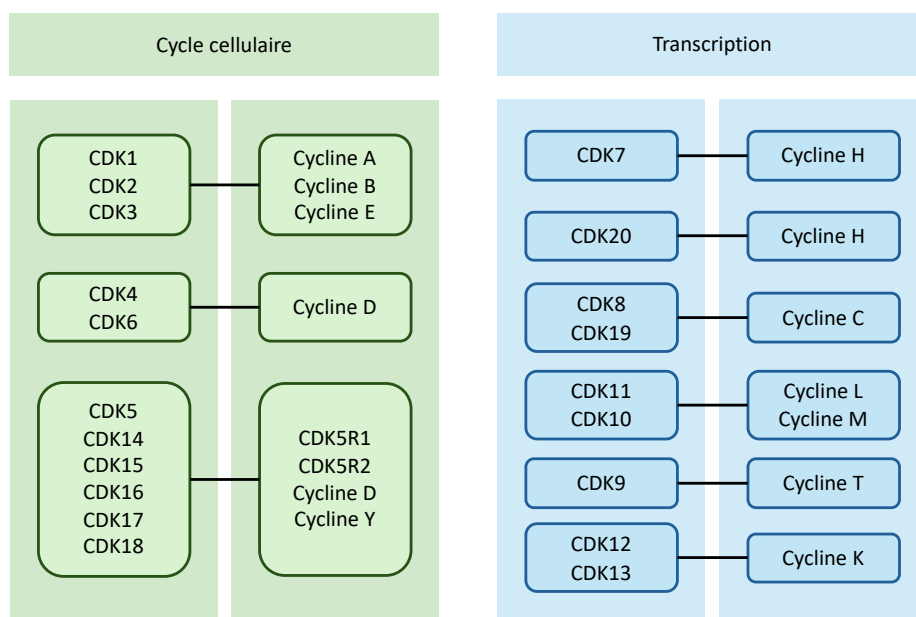 Cycle cellulaire
CDK1
CDK2
CDK3
Cycline A
Cycline B
Cycline E
CDK4
CDK6
Cycline D
CDK5
CDK14
CDK15
CDK16
CDK17
CDK18
CDK5R1
CDK5R2
Cycline D
Cycline Y
Transcription
CDK7
Cycline H
CDK20
Cycline H
CDK8
CDK19
Cycline C
CDK11
CDK10
Cycline L
Cycline M
CDK9
Cycline T
CDK12
CDK13
Cycline K